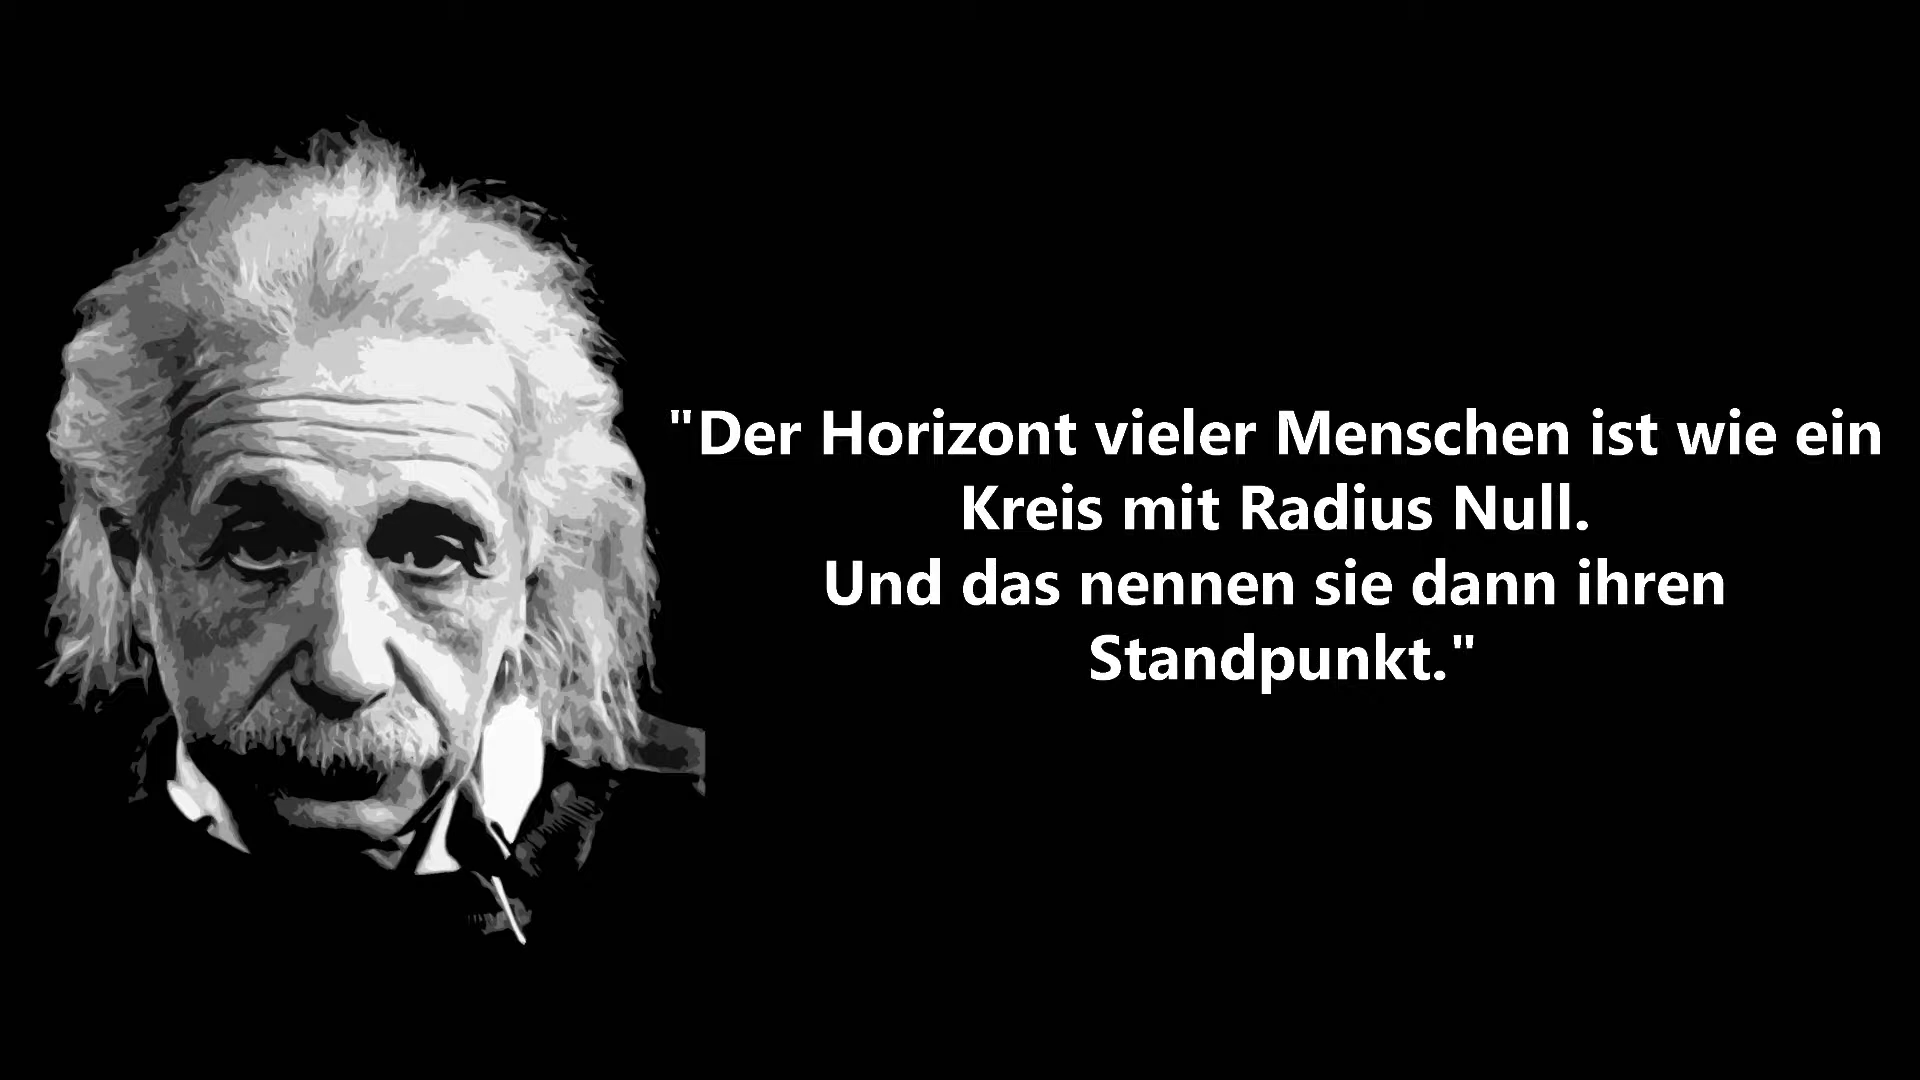 "Der Horizont vieler Menschen ist wie ein
Kreis mit Radius Null.
Und das nennen sie dann ihren
Standpunkt."